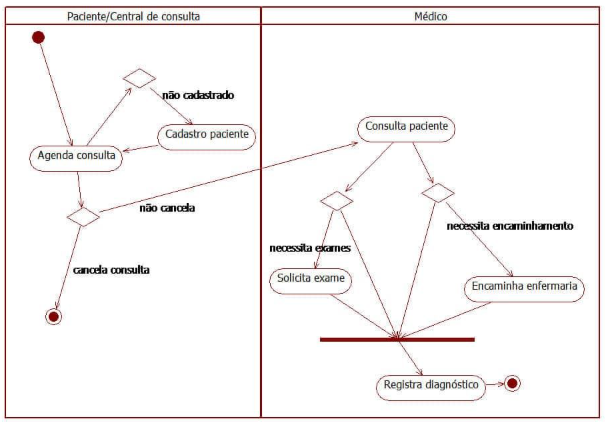 Paciente/Central de consulta
Médico
não cadastrado
Cadastro paciente
Consulta paciente
Agenda consulta
não cancela
necessita encaminhamento
necessita exames
cancela consulta
Solicita exame
Encaminha enfermaria
Registra diagnóstico